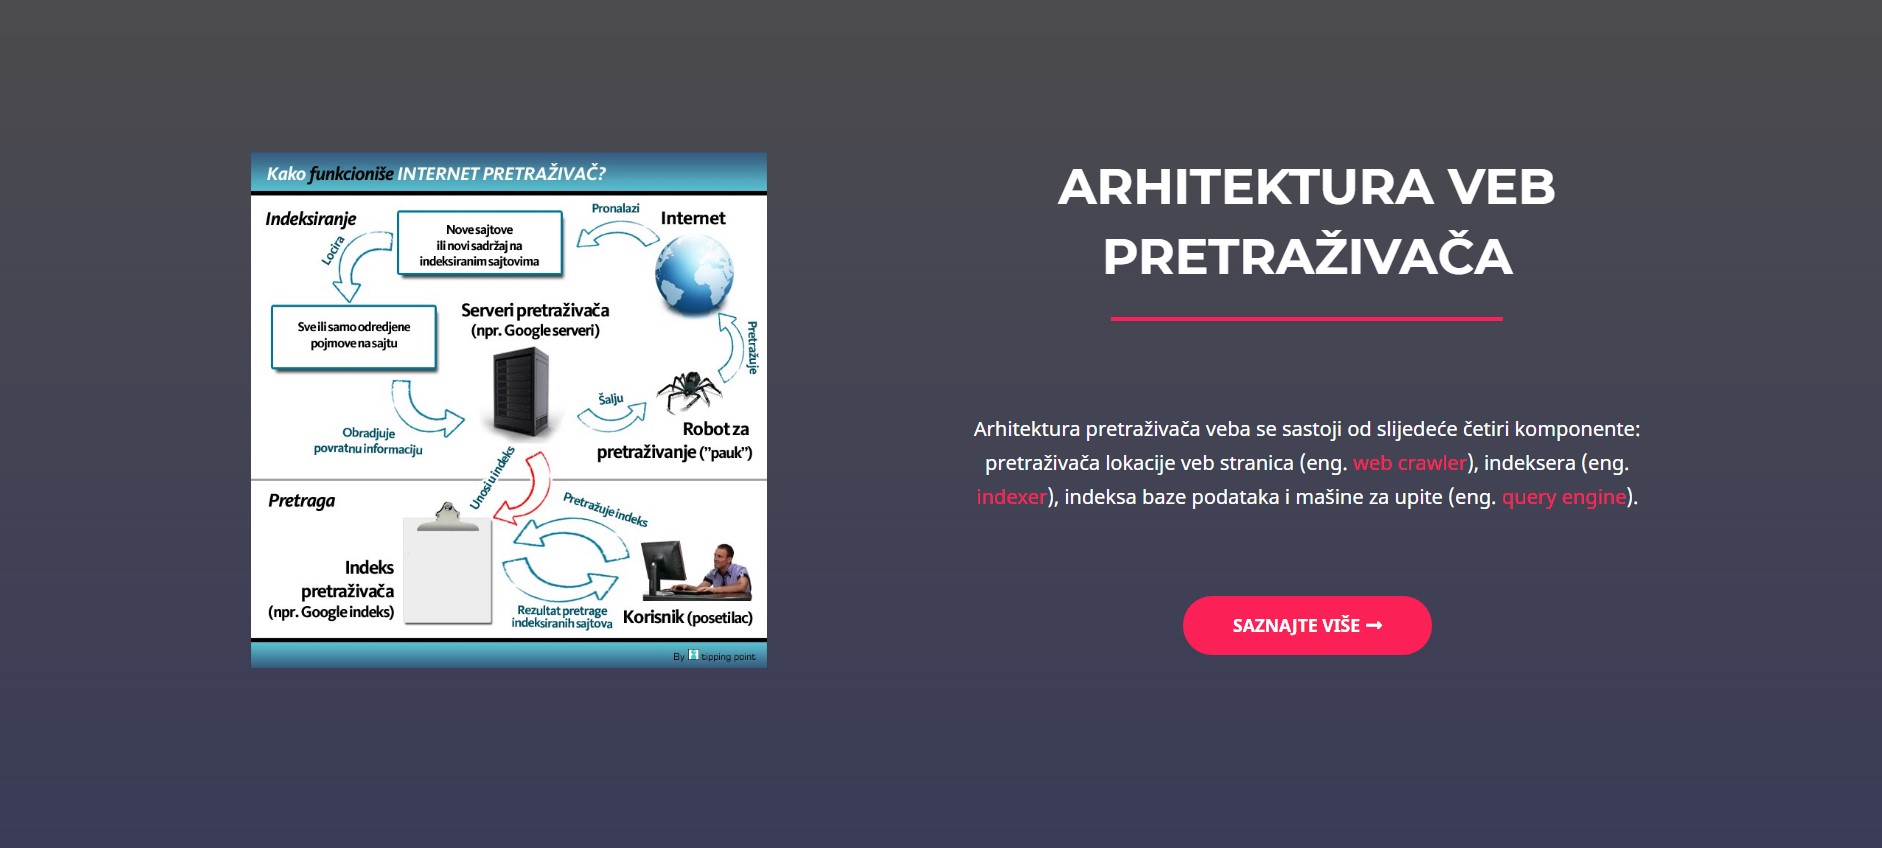 Kako funkcioniše INTERNET PRETRAŽIVAČ?
Indeksiranje
Locira
Nove sajtove
ili novi sadržaj na
indeksiranim sajtovima
Pronalazi
Internet
Sve ili samo odredjene
pojmove na sajtu
Serveri pretraživača
(npr. Google serveri)
Pretražuje
Šalju
Robot za
pretraživanje ("pauk")
Obradjuje
povratnu informaciju
Unosi u indeks
Pretraga
Pretražuje indeks
Indeks
pretraživača
(npr. Google indeks)
Rezultat pretrage
indeksiranih sajtova
Korisnik (posetilac)
By tipping point
ARHITEKTURA VEB
PRETRAŽIVAČA
Arhitektura pretraživača veba se sastoji od slijedeće četiri komponente:
pretraživača lokacije veb stranica (eng. web crawler), indeksera (eng.
indexer), indeksa baze podataka i mašine za upite (eng. query engine).
SAZNAJTE VIŠE